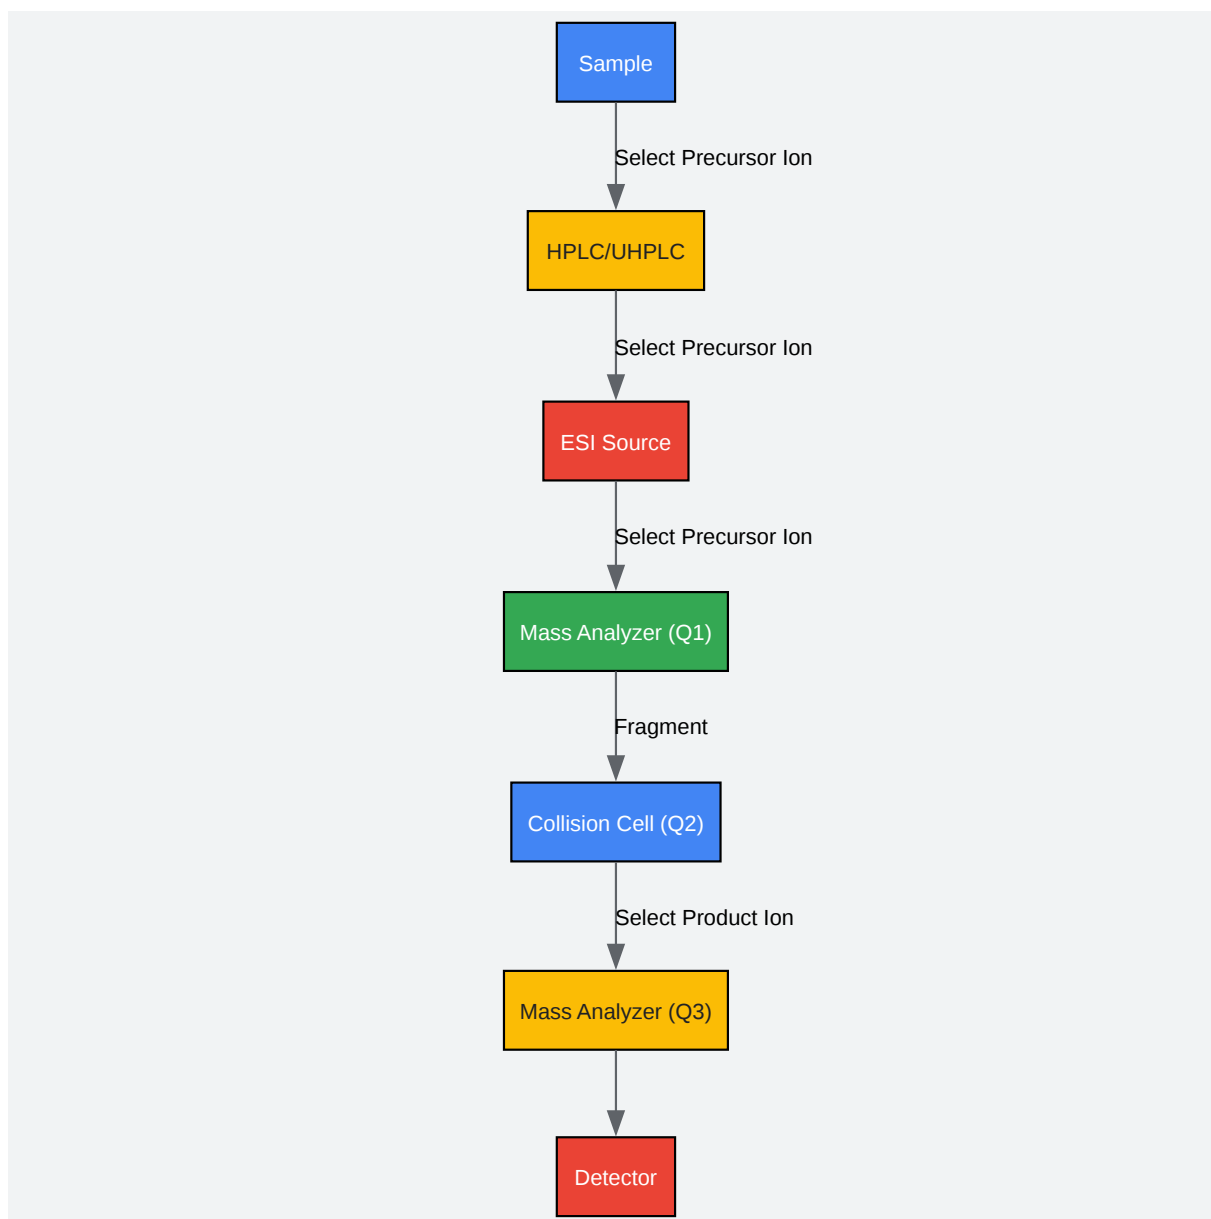 Sample
Select Precursor Ion
HPLC/UHPLC
Select Precursor Ion
ESI Source
Select Precursor Ion
Mass Analyzer (Q1)
Fragment
Collision Cell (Q2)
Select Product Ion
Mass Analyzer (Q3)
Detector